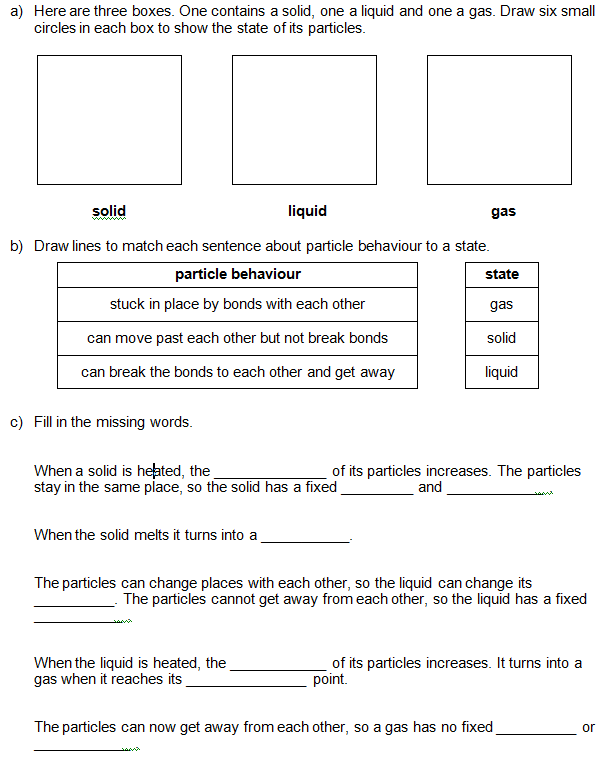 a) Here are three boxes. One contains a solid, one a liquid and one a gas. Draw six small
circles in each box to show the state of its particles.
solid liquid gas
b) Draw lines to match each sentence about particle behaviour to a state.
particle behaviour state
stuck in place by bonds with each other gas
can move past each other but not break bonds solid
can break the bonds to each other and get away liquid
c) Fill in the missing words.
When a solid is heated, the ______________ of its particles increases. The particles
stay in the same place, so the solid has a fixed _________ and _____________
When the solid melts it turns into a ___________.
The particles can change places with each other, so the liquid can change its
__________. The particles cannot get away from each other, so the liquid has a fixed
____________
When the liquid is heated, the ____________ of its particles increases. It turns into a
gas when it reaches its _______________ point.
The particles can now get away from each other, so a gas has no fixed __________ or
_____________